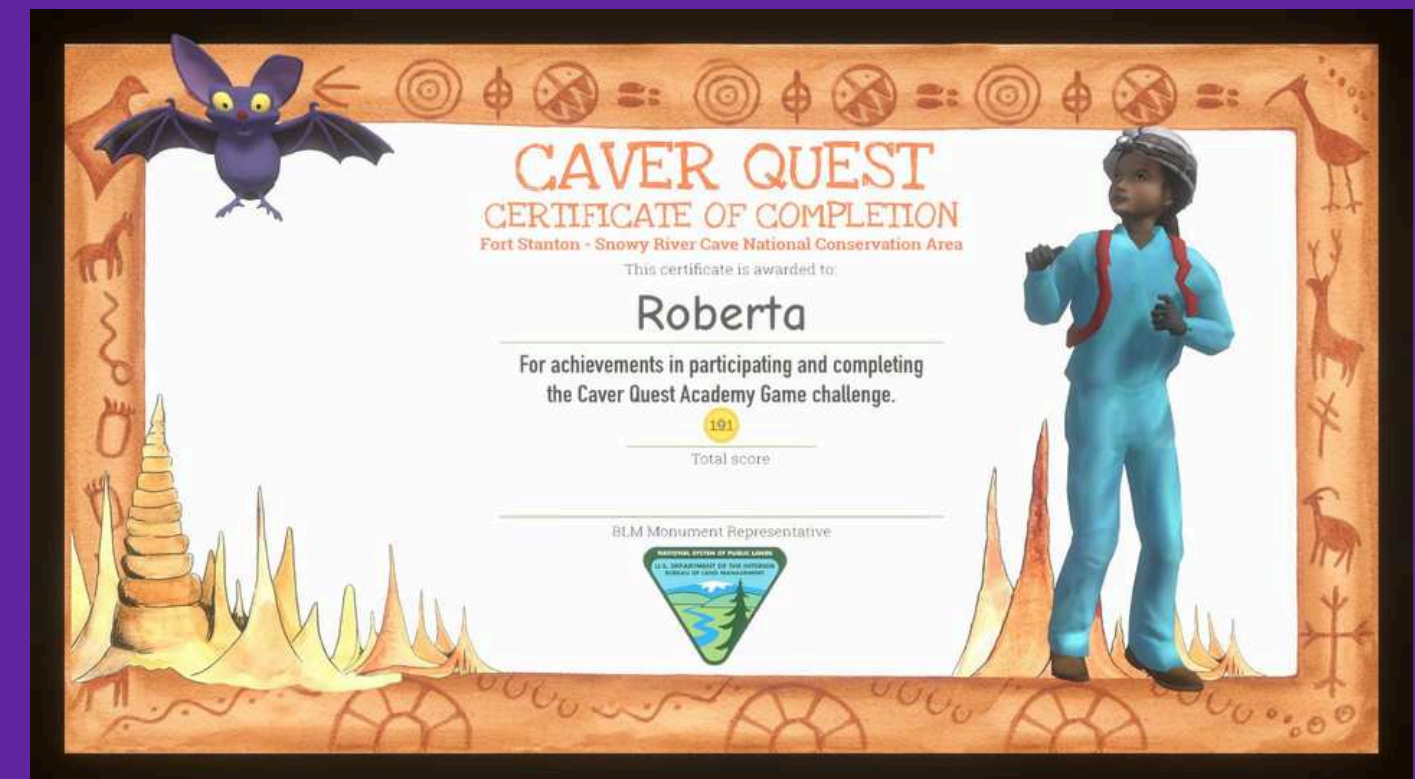 CAVER QUEST
CERTIFICATE OF COMPLETION
Fort Stanton - Snowy River Cave National Conservation Area
This certificate is awarded to:
Roberta
For achievements in participating and completing
the Caver Quest Academy Game challenge.
191
Total score
BLM Monument Representative
NATIONAL SYSTEM OF PUBLIC LANDS
U.S. DEPARTMENT OF THE INTERIOR
BUREAU OF LAND MANAGEMENT